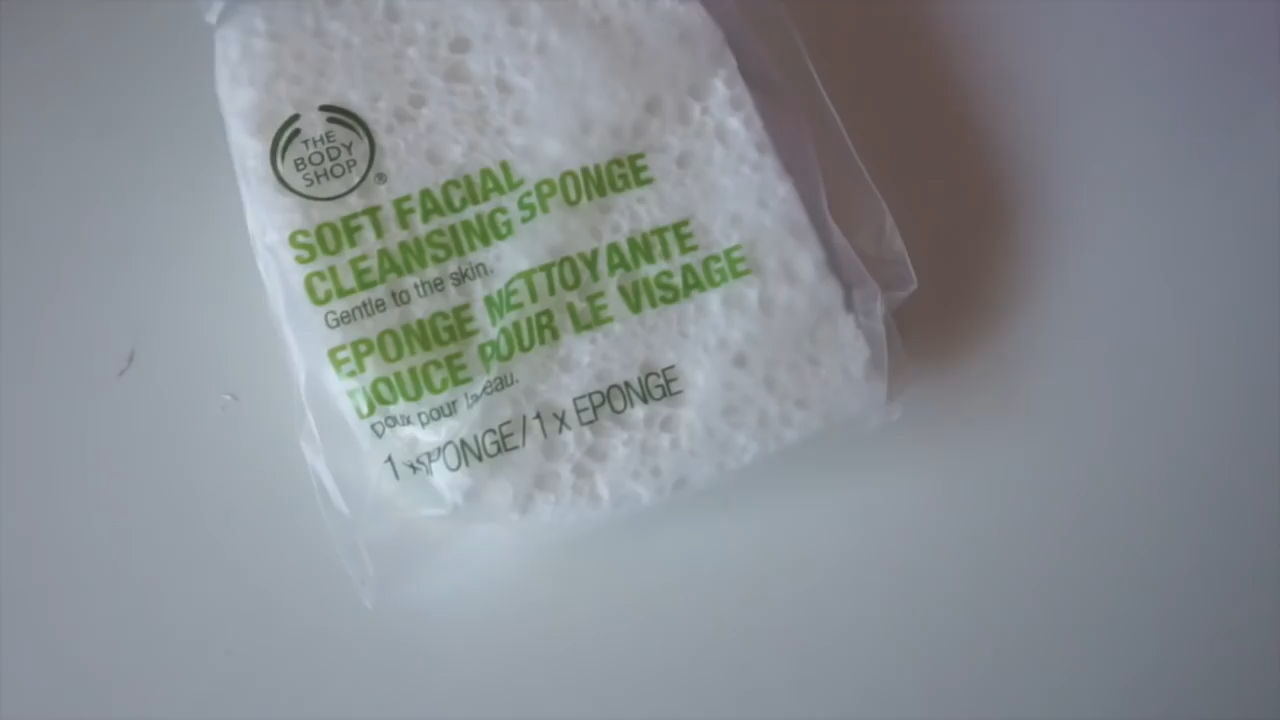 THE
BODY
SHOP
®
SOFT FACIAL
CLEANSING SPONGE
Gentle to the skin.
EPONGE NETTOYANTE
DOUCE POUR LE VISAGE
Doux pour la peau.
1 x SPONGE / 1 x EPONGE